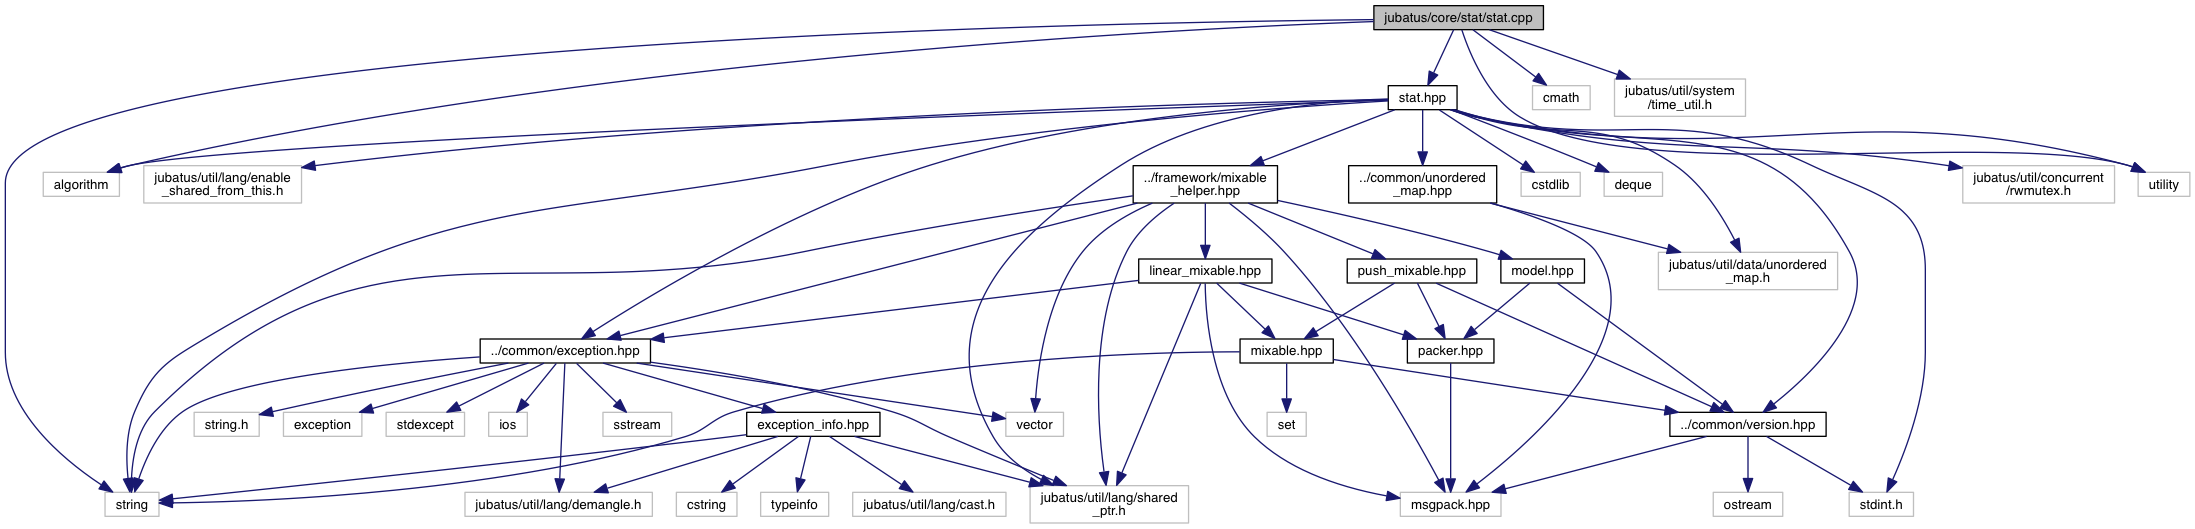 jubatus/core/stat/stat.cpp
stat.hpp
cmath
jubatus/util/system
/time_util.h
algorithm
jubatus/util/lang/enable
_shared_from_this.h
../framework/mixable
_helper.hpp
../common/unordered
_map.hpp
cstdlib
deque
jubatus/util/concurrent
/rwmutex.h
utility
linear_mixable.hpp
push_mixable.hpp
model.hpp
jubatus/util/data/unordered
_map.h
../common/exception.hpp
mixable.hpp
packer.hpp
string.h
exception
stdexcept
ios
sstream
exception_info.hpp
vector
set
../common/version.hpp
string
jubatus/util/lang/demangle.h
cstring
typeinfo
jubatus/util/lang/cast.h
jubatus/util/lang/shared
_ptr.h
msgpack.hpp
ostream
stdint.h